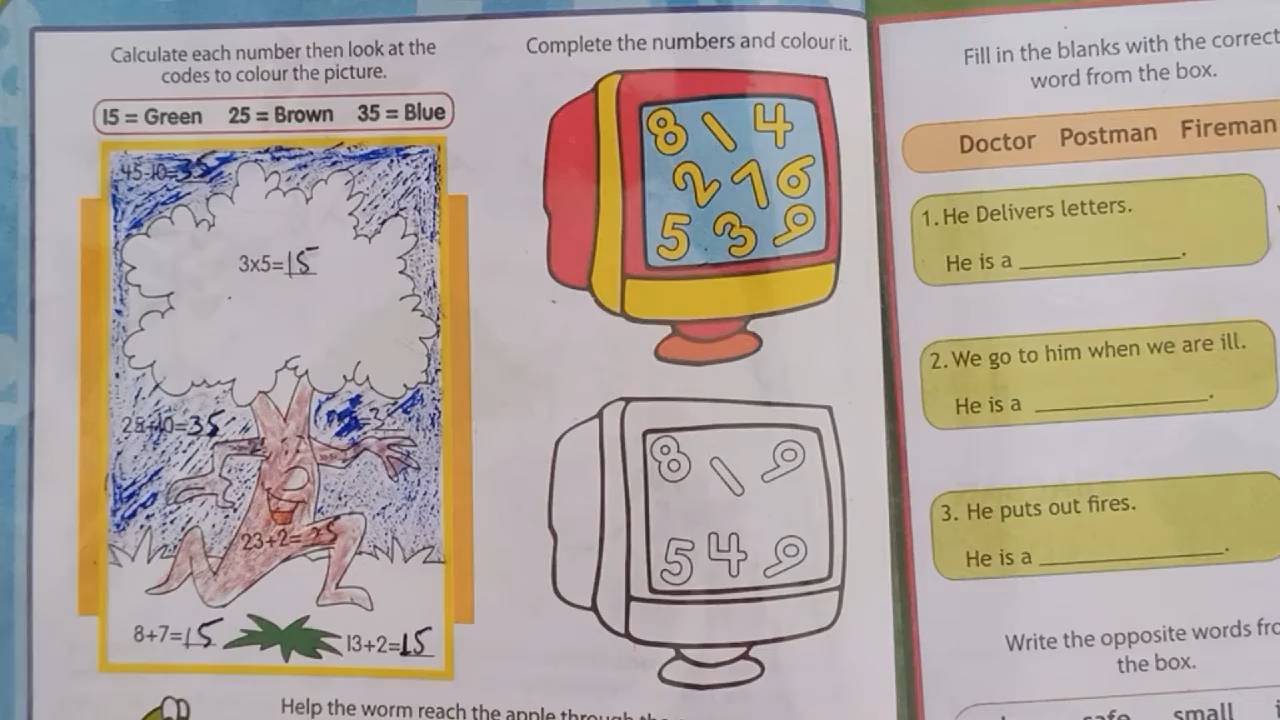 Calculate each number then look at the
codes to colour the picture.
15 = Green 25 = Brown 35 = Blue
45-10=35
3x5=15
25+10=35
23+2=25
8+7=15
13+2=15
Help the worm reach the apple through
Complete the numbers and colour it.
8 1 4
2 7 6
5 3 9
8 1 9
5 4 9
Fill in the blanks with the correct
word from the box.
Doctor Postman Fireman
1. He Delivers letters.
He is a ____________.
2. We go to him when we are ill.
He is a ____________.
3. He puts out fires.
He is a ____________.
Write the opposite words
the box.
safe small